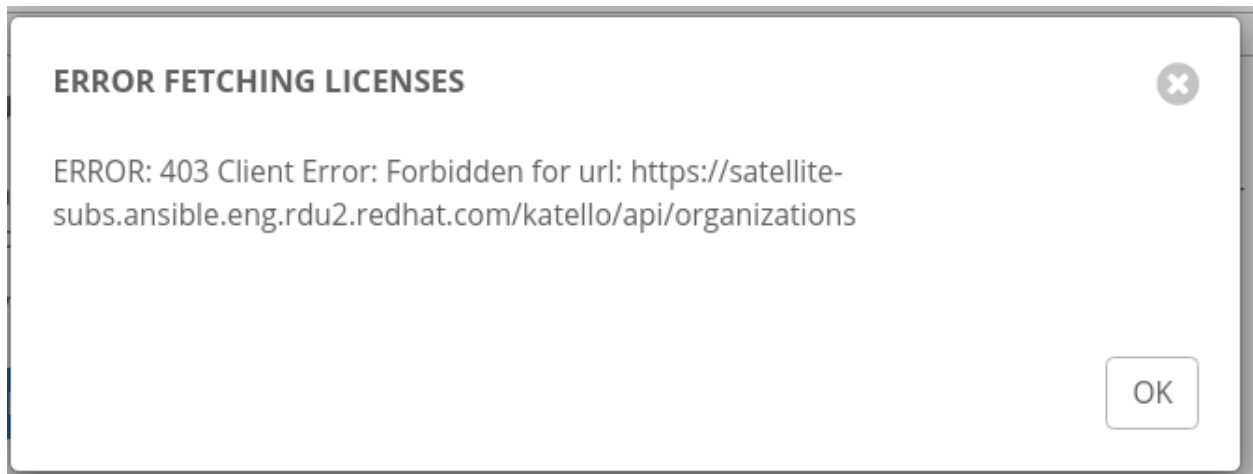 ERROR FETCHING LICENSES
ERROR: 403 Client Error: Forbidden for url: https://satellite-
subs.ansible.eng.rdu2.redhat.com/katello/api/organizations
OK